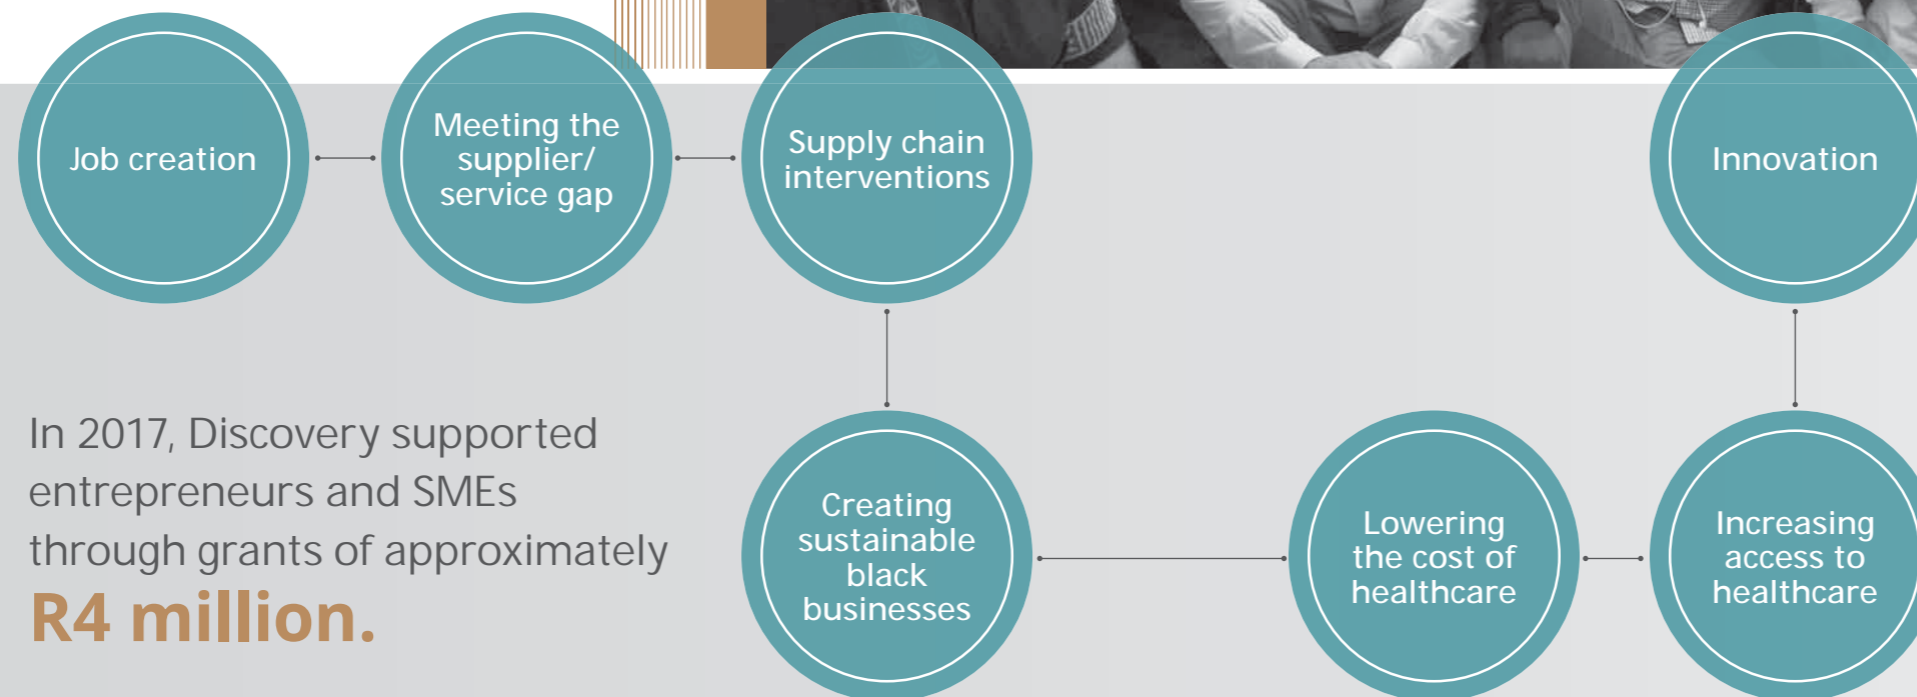 Job creation
Meeting the
supplier/
service gap
Supply chain
interventions
Innovation
In 2017, Discovery supported
entrepreneurs and SMEs
through grants of approximately
R4 million.
Creating
sustainable
black
businesses
Lowering
the cost of
healthcare
Increasing
access to
healthcare